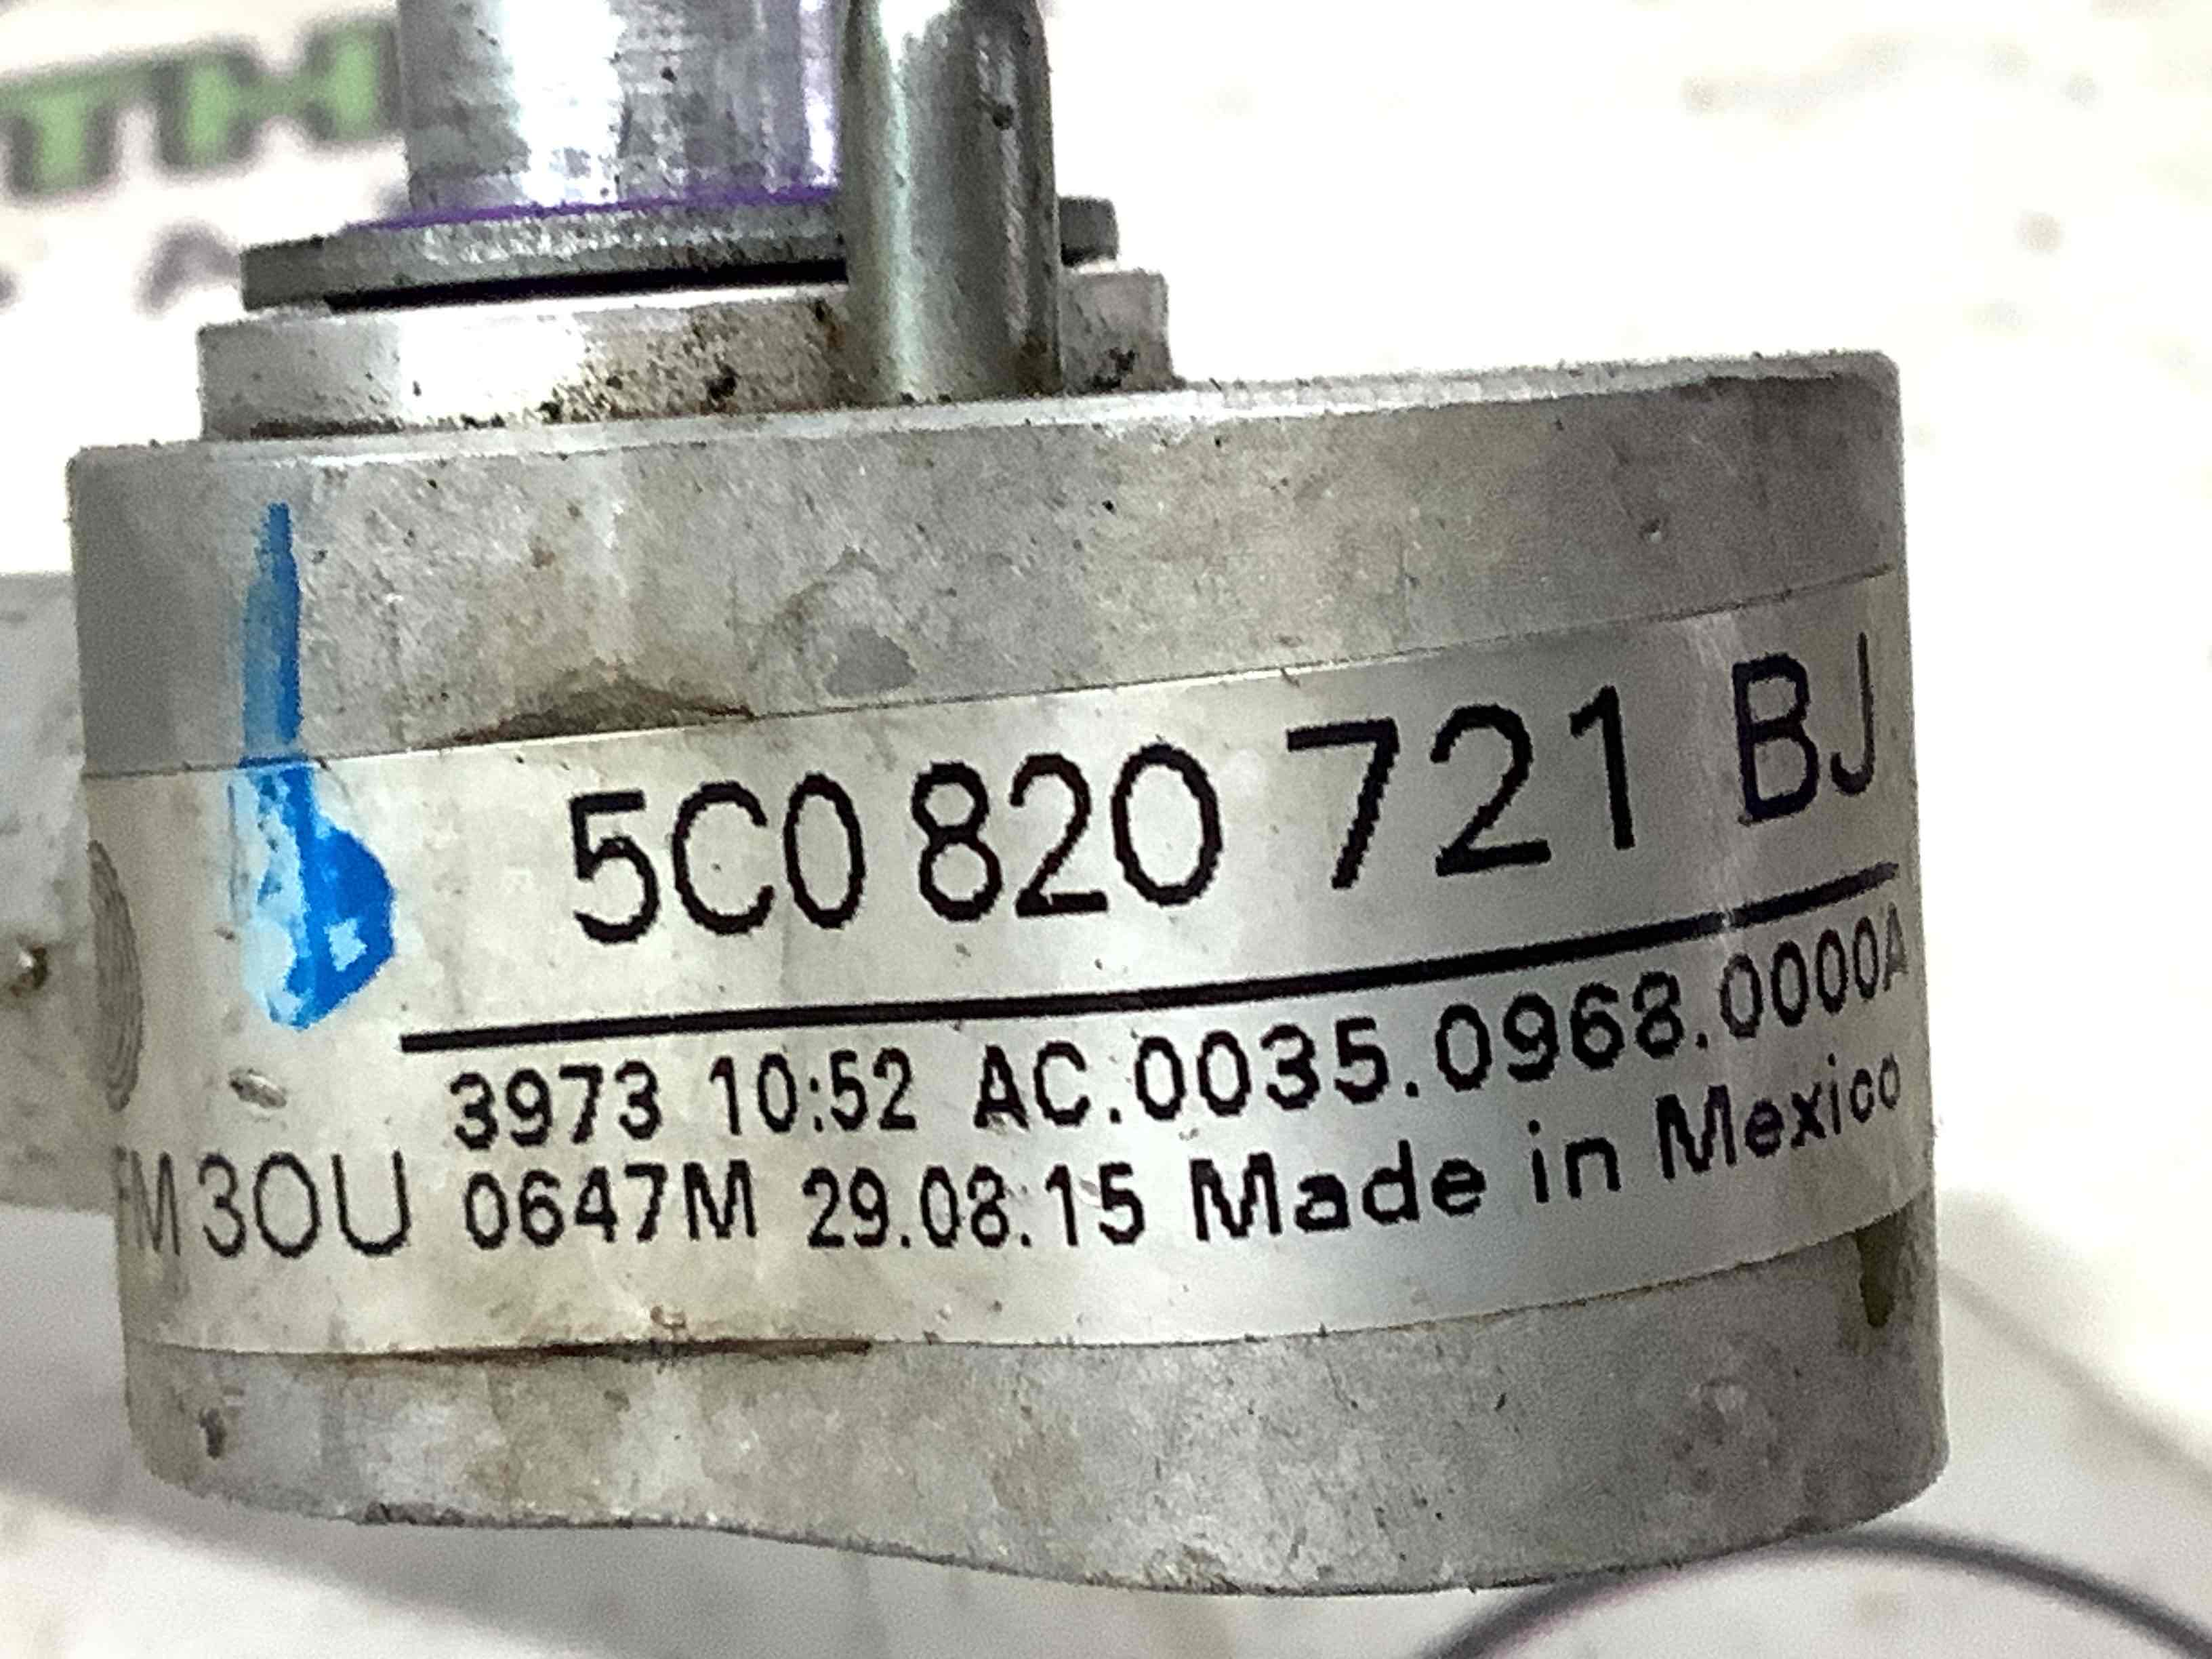 TH
5C0 820 721 BJ
3973 10:52 AC.0035.0968.0000A
FM30U 0647M 29.08.15 Made in Mexico